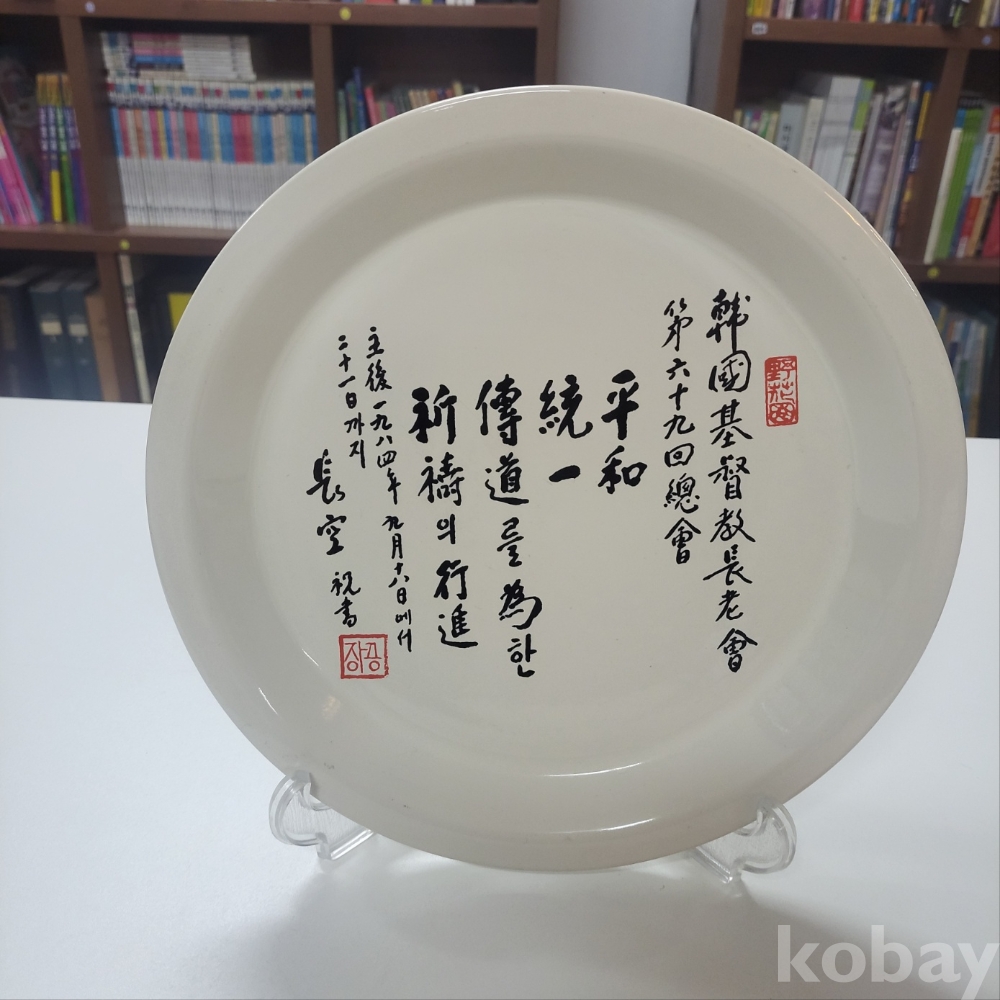 韓國基督教長老會
第六十九回總會
平和
統一
傳道를 為한
祈禱의 行進
主後一九八四年 九月十八日에서
二十一日까지
長空 祝書
장공
kobay